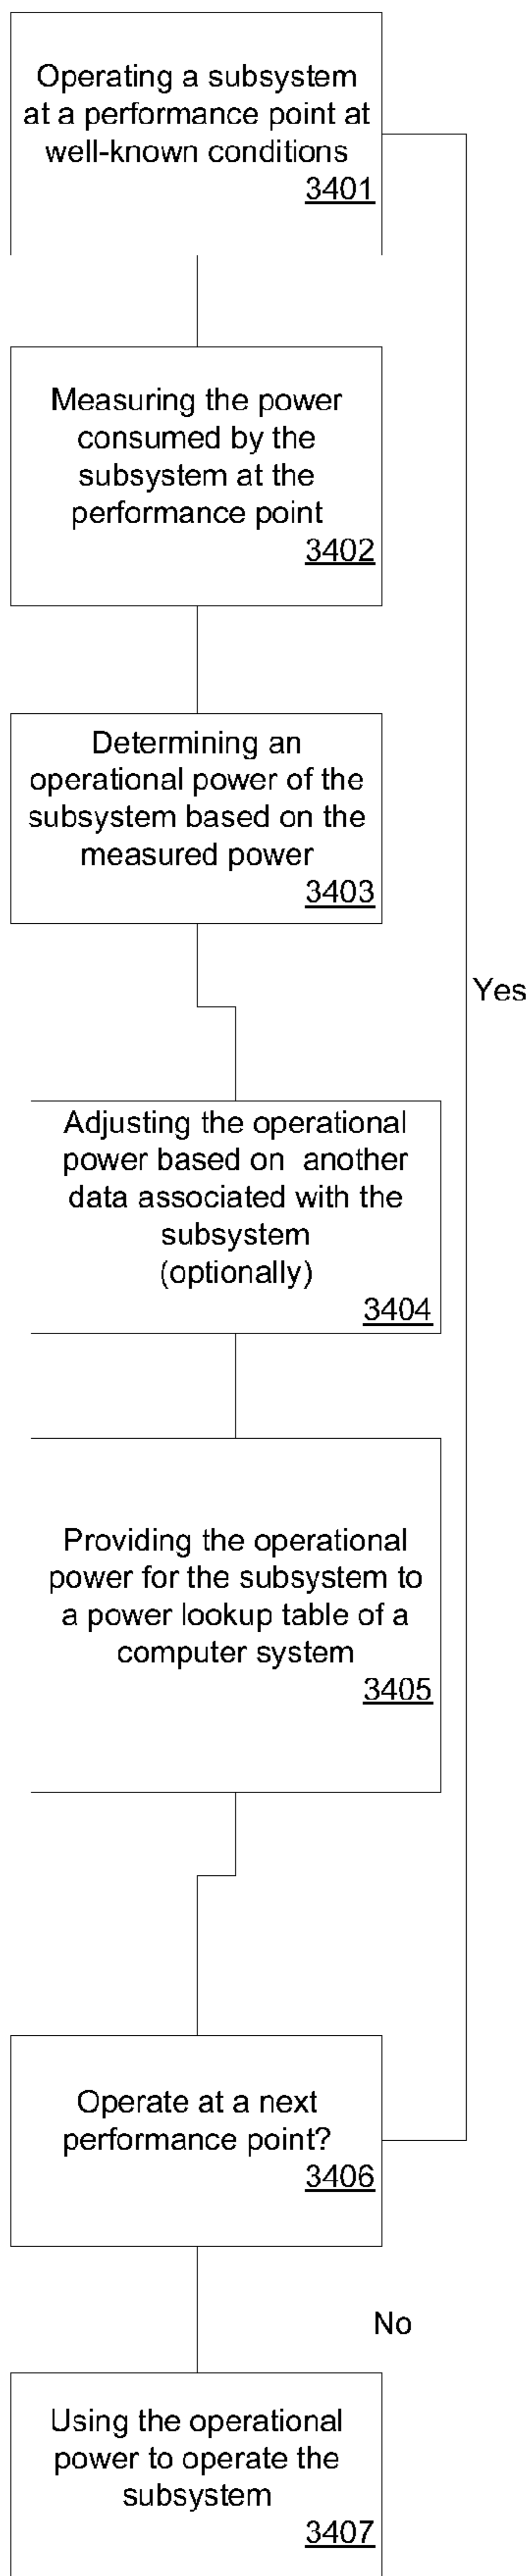 Operating a subsystem
at a performance point at
well-known conditions
3401
Measuring the power
consumed by the
subsystem at the
performance point
3402
Determining an
operational power of the
subsystem based on the
measured power
3403
Yes
Adjusting the operational
power based on another
data associated with the
subsystem
(optionally)
3404
Providing the operational
power for the subsystem to
a power lookup table of a
computer system
3405
Operate at a next
performance point?
3406
No
Using the operational
power to operate the
subsystem
3407